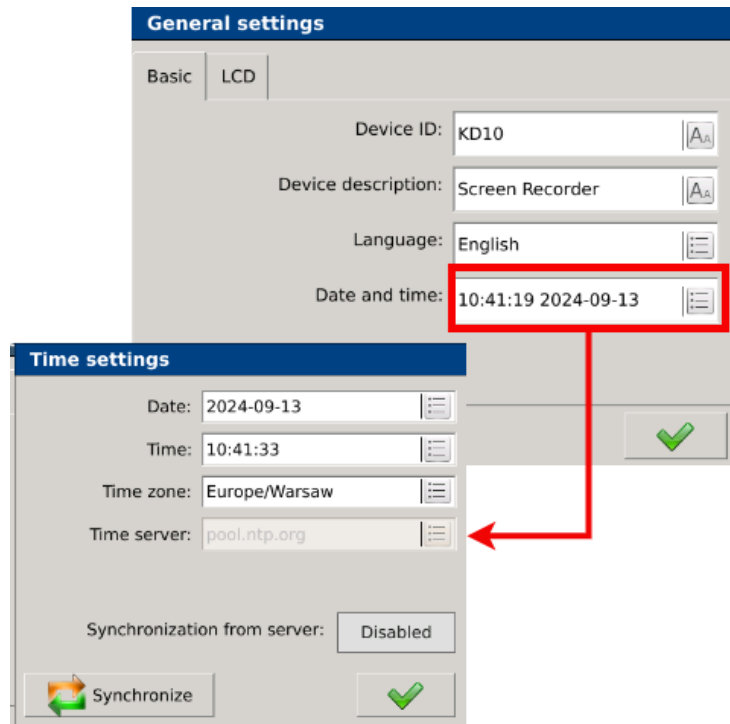 General settings
Basic LCD
Device ID: KD10
Device description: Screen Recorder
Language: English
Date and time: 10:41:19 2024-09-13
Time settings
Date: 2024-09-13
Time: 10:41:33
Time zone: Europe/Warsaw
Time server: pool.ntp.org
Synchronization from server: Disabled
Synchronize